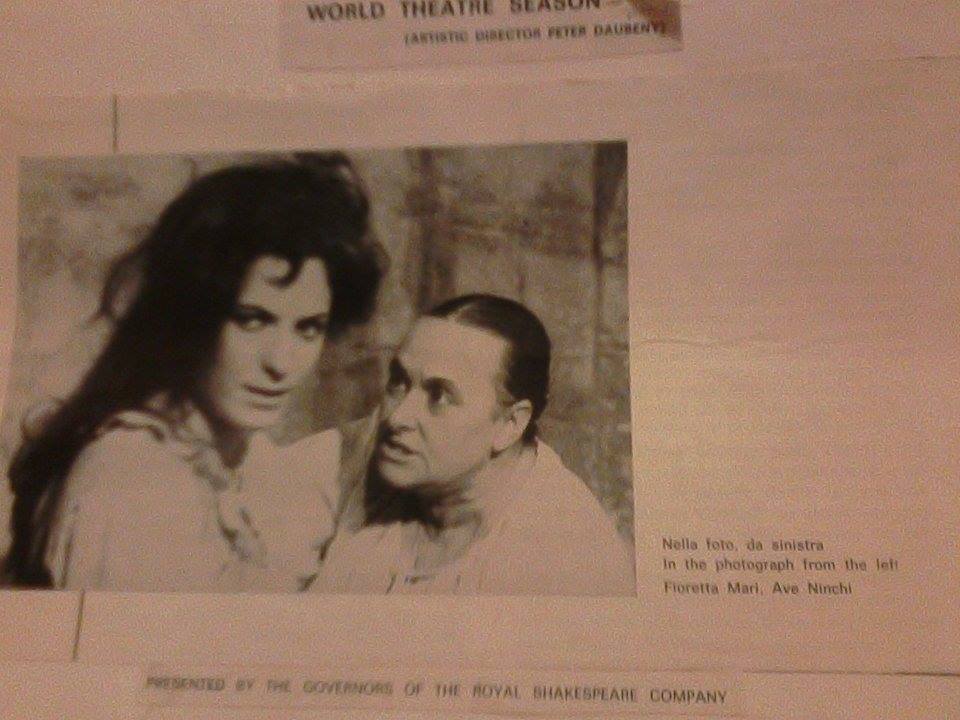 WORLD THEATRE SEASON
(ARTISTIC DIRECTOR PETER DAUBENY)
Nella foto, da sinistra
In the photograph from the left
Fioretta Mari, Ave Ninchi
PRESENTED BY THE GOVERNORS OF THE ROYAL SHAKESPEARE COMPANY